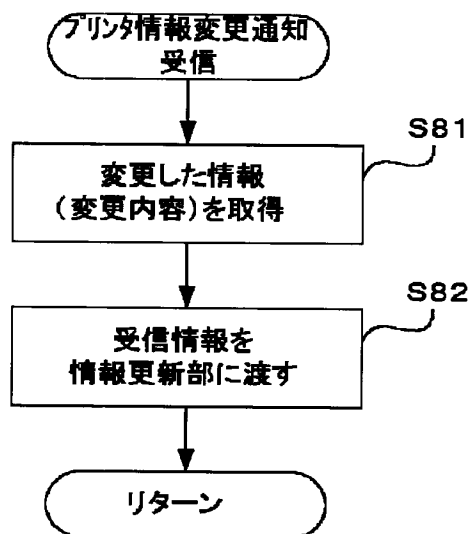 プリンタ情報変更通知
受信
S81
変更した情報
(変更内容)を取得
S82
受信情報を
情報更新部に渡す
リターン